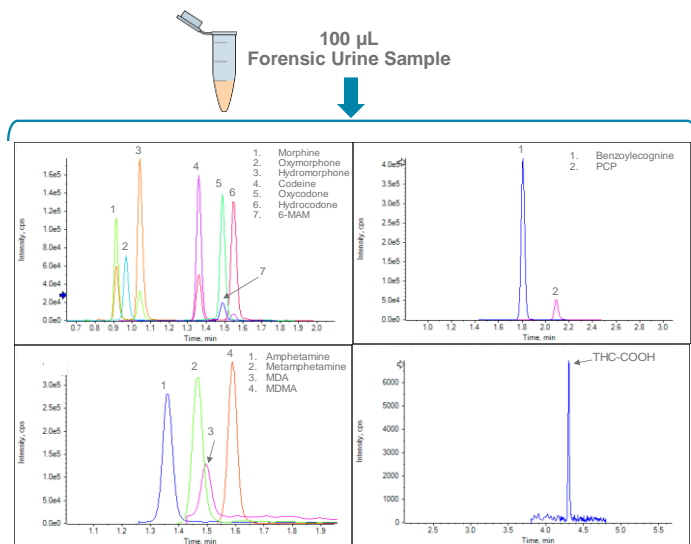 100 µL
Forensic Urine Sample
1. Morphine
2. Oxymorphone
3. Hydromorphone
4. Codeine
5. Oxycodone
6. Hydrocodone
7. 6-MAM
1
2
3
4
5
6
7
Intensity, cps
1.6e5
1.4e5
1.2e5
1.0e5
8.0e4
6.0e4
4.0e4
2.0e4
0.0e0
0.7 0.8 0.9 1.0 1.1 1.2 1.3 1.4 1.5 1.6 1.7 1.8 1.9 2.0
Time, min
1. Benzoylecognine
2. PCP
1
2
Intensity, cps
4.0e5
3.0e5
2.0e5
1.0e5
0.0e0
1.0 1.2 1.4 1.6 1.8 2.0 2.2 2.4 2.6 2.8 3.0
Time, min
1. Amphetamine
2. Metamphetamine
3. MDA
4. MDMA
1
2
3
4
Intensity, cps
3.0e5
2.5e5
2.0e5
1.5e5
1.0e5
5.0e4
0.0e0
1.1 1.2 1.3 1.4 1.5 1.6 1.7 1.8 1.9
Time, min
THC-COOH
Intensity, cps
6000
5000
4000
3000
2000
1000
0
2.5 3.0 3.5 4.0 4.5 5.0 5.5
Time, min